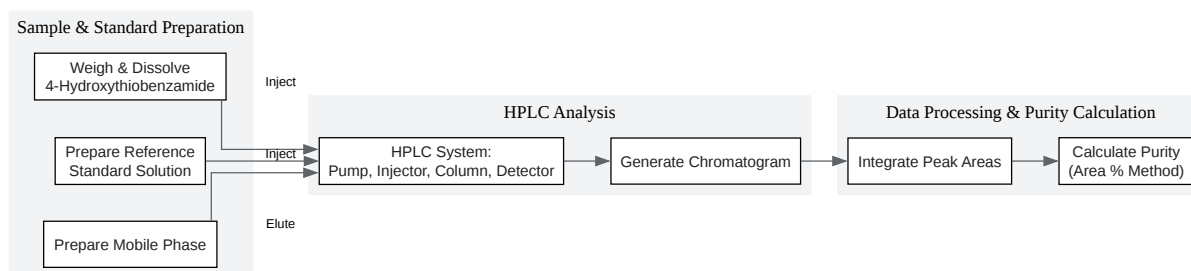 Sample & Standard Preparation
Weigh & Dissolve
4-Hydroxythiobenzamide
Inject
Prepare Reference
Standard Solution
Inject
Prepare Mobile Phase
Elute
HPLC Analysis
HPLC System:
Pump, Injector, Column, Detector
Generate Chromatogram
Data Processing & Purity Calculation
Integrate Peak Areas
Calculate Purity
(Area % Method)